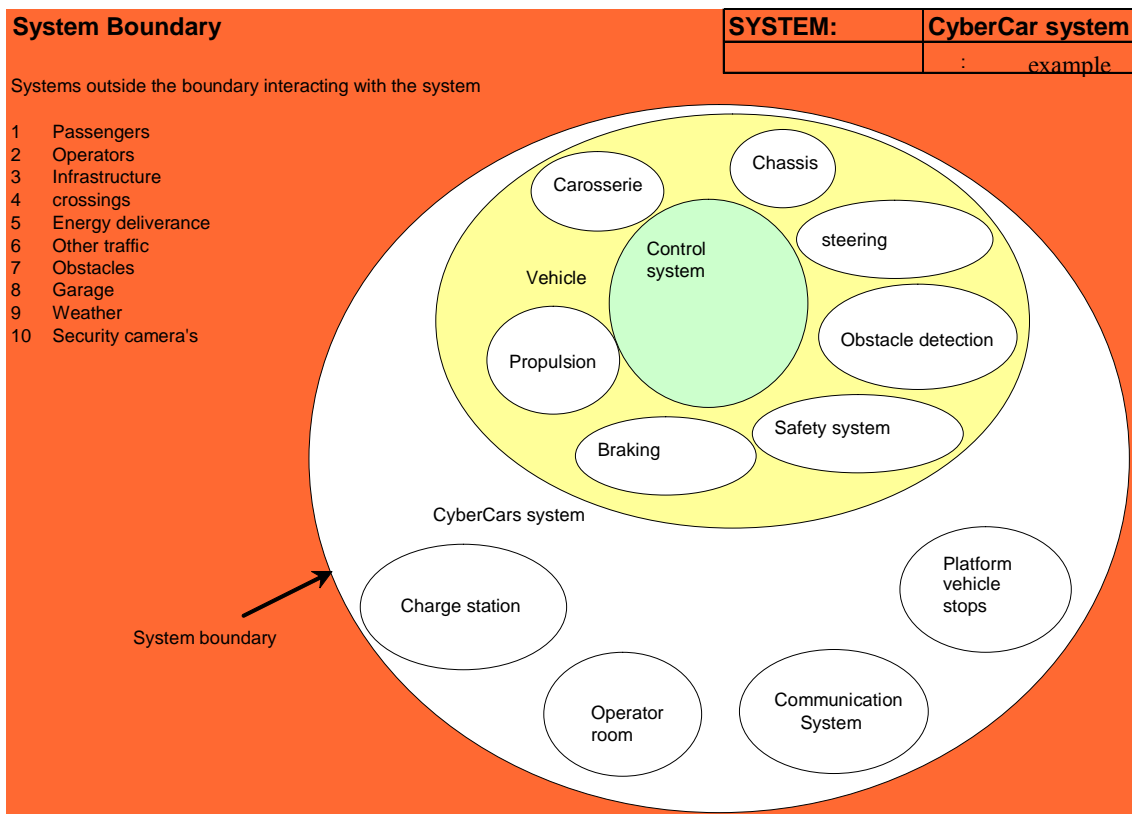 System Boundary
SYSTEM: CyberCar system
: example
Systems outside the boundary interacting with the system
1 Passengers
2 Operators
3 Infrastructure
4 crossings
5 Energy deliverance
6 Other traffic
7 Obstacles
8 Garage
9 Weather
10 Security camera's
Chassis
Carosserie
steering
Control
system
Vehicle
Obstacle detection
Propulsion
Safety system
Braking
CyberCars system
Platform
vehicle
stops
Charge station
System boundary
Communication
System
Operator
room